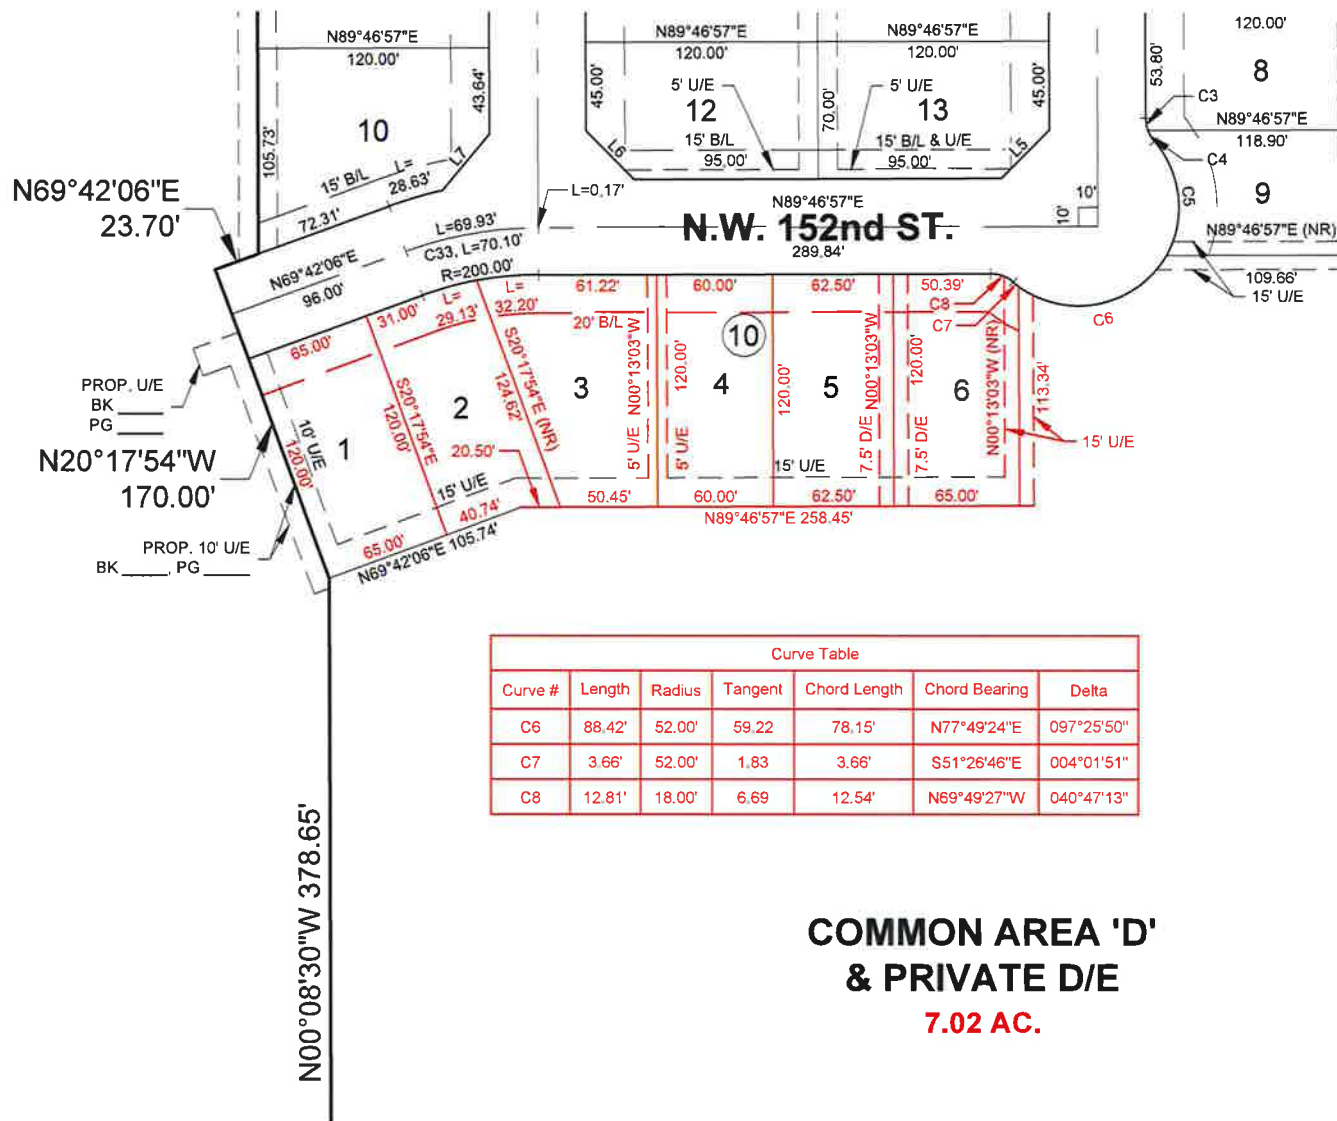 N89°46'57"E
120.00'
43.64'
105.73'
10
15' B/L
L=
28.63'
72.31'
L7
N89°46'57"E
120.00'
45.00'
5' U/E
12
15' B/L
95.00'
L6
70.00'
N89°46'57"E
120.00'
45.00'
5' U/E
13
15' B/L & U/E
95.00'
L5
120.00'
53.80'
8
C3
N89°46'57"E
118.90'
C4
C5
9
N89°46'57"E (NR)
109.66'
15' U/E
10'
10'
N69°42'06"E
23.70'
L=0.17'
N89°46'57"E
N.W. 152nd ST.
289.84'
L=69.93'
C33, L=70.10'
R=200.00'
N69°42'06"E
96.00'
65.00'
31.00'
L=
29.13'
L=
32.20'
61.22'
60.00'
62.50'
50.39'
C8
C7
C6
20' B/L
10
PROP. U/E
BK
PG
N20°17'54"W
170.00'
PROP. 10' U/E
BK _____, PG _____
10' U/E
120.00'
1
S20°17'54"E
120.00'
2
S20°17'54"E (NR)
124.62'
20.50'
3
5' U/E
N00°13'03"W
120.00'
5' U/E
4
120.00'
5
7.5' D/E
N00°13'03"W
120.00'
7.5' D/E
6
N00°13'03"W (NR)
113.34'
15' U/E
15' U/E
15' U/E
65.00'
40.74'
50.45'
60.00'
62.50'
65.00'
N69°42'06"E 105.74'
N89°46'57"E 258.45'
Curve Table
Curve # Length Radius Tangent Chord Length Chord Bearing Delta
C6 88.42' 52.00' 59.22 78.15' N77°49'24"E 097°25'50"
C7 3.66' 52.00' 1.83 3.66' S51°26'46"E 004°01'51"
C8 12.81' 18.00' 6.69 12.54' N69°49'27"W 040°47'13"
N00°08'30"W 378.65'
COMMON AREA 'D'
& PRIVATE D/E
7.02 AC.